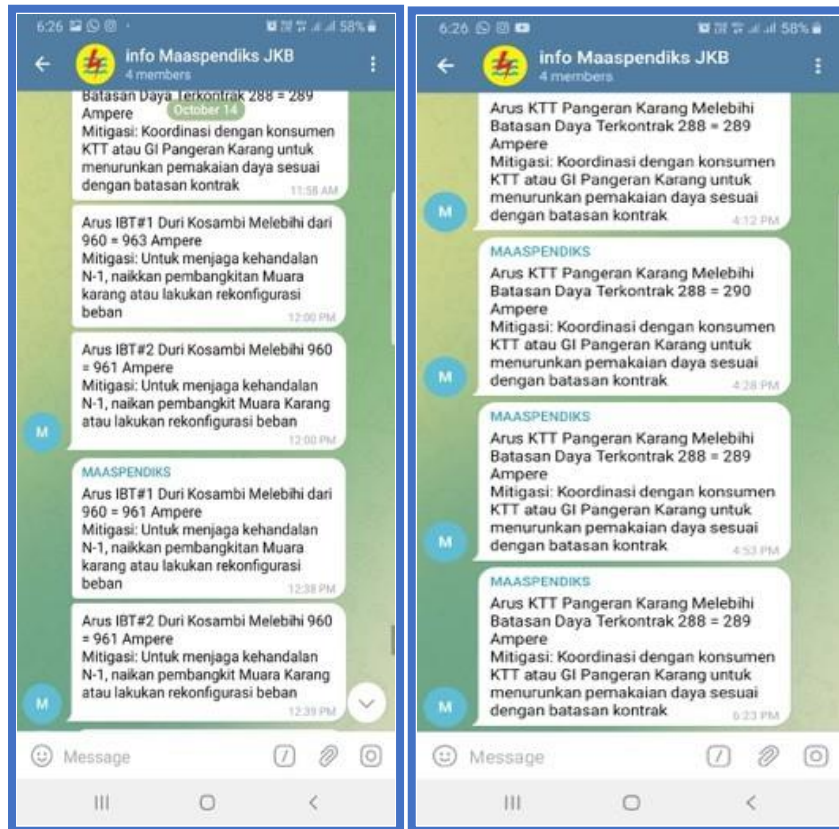 6:26
58%
info Maaspendiks JKB
4 members
Batasan Daya Terkontrak 288 = 289
Ampere
October 14
Mitigasi: Koordinasi dengan konsumen
KTT atau GI Pangeran Karang untuk
menurunkan pemakaian daya sesuai
dengan batasan kontrak
11:58 AM
Arus IBT#1 Duri Kosambi Melebihi dari
960 = 963 Ampere
Mitigasi: Untuk menjaga kehandalan
N-1, naikkan pembangkitan Muara
karang atau lakukan rekonfigurasi
beban
12:00 PM
Arus IBT#2 Duri Kosambi Melebihi 960
= 961 Ampere
Mitigasi: Untuk menjaga kehandalan
N-1, naikan pembangkit Muara Karang
atau lakukan rekonfigurasi beban
12:00 PM
M
MAASPENDIKS
Arus IBT#1 Duri Kosambi Melebihi dari
960 = 961 Ampere
Mitigasi: Untuk menjaga kehandalan
N-1, naikkan pembangkitan Muara
karang atau lakukan rekonfigurasi
beban
12:38 PM
Arus IBT#2 Duri Kosambi Melebihi 960
= 961 Ampere
Mitigasi: Untuk menjaga kehandalan
N-1, naikan pembangkit Muara Karang
atau lakukan rekonfigurasi beban
12:39 PM
M
Message
6:26
58%
info Maaspendiks JKB
4 members
Arus KTT Pangeran Karang Melebihi
Batasan Daya Terkontrak 288 = 289
Ampere
Mitigasi: Koordinasi dengan konsumen
KTT atau GI Pangeran Karang untuk
menurunkan pemakaian daya sesuai
dengan batasan kontrak
4:12 PM
M
MAASPENDIKS
Arus KTT Pangeran Karang Melebihi
Batasan Daya Terkontrak 288 = 290
Ampere
Mitigasi: Koordinasi dengan konsumen
KTT atau GI Pangeran Karang untuk
menurunkan pemakaian daya sesuai
dengan batasan kontrak
4:28 PM
M
MAASPENDIKS
Arus KTT Pangeran Karang Melebihi
Batasan Daya Terkontrak 288 = 289
Ampere
Mitigasi: Koordinasi dengan konsumen
KTT atau GI Pangeran Karang untuk
menurunkan pemakaian daya sesuai
dengan batasan kontrak
4:53 PM
M
MAASPENDIKS
Arus KTT Pangeran Karang Melebihi
Batasan Daya Terkontrak 288 = 289
Ampere
Mitigasi: Koordinasi dengan konsumen
KTT atau GI Pangeran Karang untuk
menurunkan pemakaian daya sesuai
dengan batasan kontrak
6:23 PM
M
Message